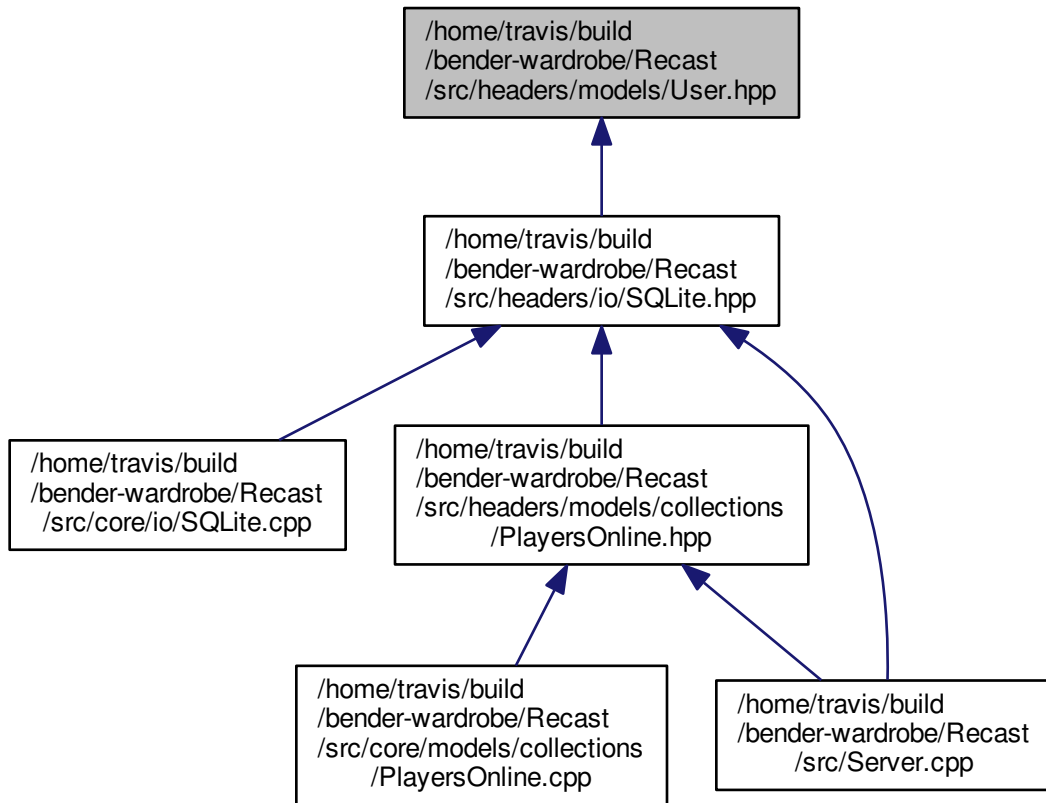 /home/travis/build
/bender-wardrobe/Recast
/src/headers/models/User.hpp
/home/travis/build
/bender-wardrobe/Recast
/src/headers/io/SQLite.hpp
/home/travis/build
/bender-wardrobe/Recast
/src/core/io/SQLite.cpp
/home/travis/build
/bender-wardrobe/Recast
/src/headers/models/collections
/PlayersOnline.hpp
/home/travis/build
/bender-wardrobe/Recast
/src/core/models/collections
/PlayersOnline.cpp
/home/travis/build
/bender-wardrobe/Recast
/src/Server.cpp